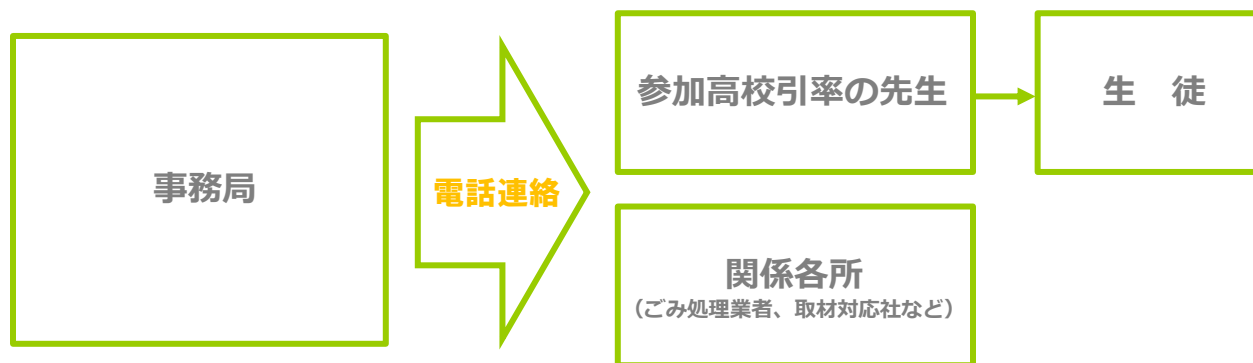 事務局
電話連絡
参加高校引率の先生
生　徒
関係各所
（ごみ処理業者、取材対応社など）